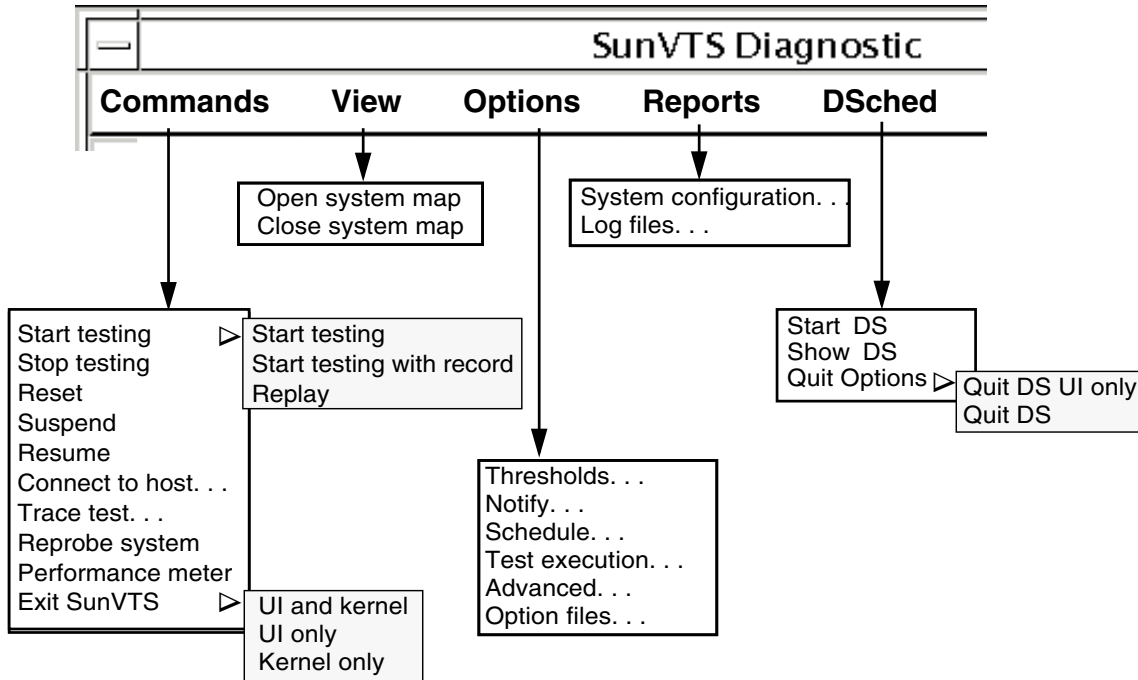 SunVTS Diagnostic
Commands View Options Reports DSched
Open system map
Close system map
System configuration. . .
Log files. . .
Start testing
Stop testing
Reset
Suspend
Resume
Connect to host. . .
Trace test. . .
Reprobe system
Performance meter
Exit SunVTS
Start testing
Start testing with record
Replay
UI and kernel
UI only
Kernel only
Thresholds. . .
Notify. . .
Schedule. . .
Test execution. . .
Advanced. . .
Option files. . .
Start DS
Show DS
Quit Options
Quit DS UI only
Quit DS